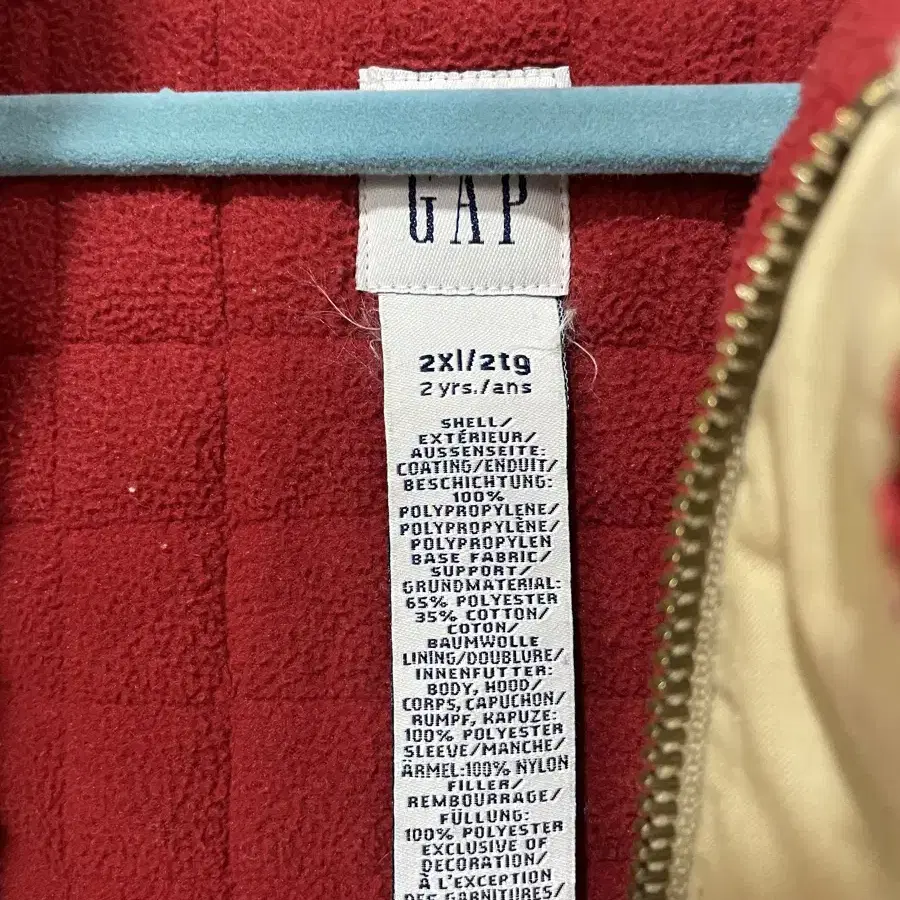 GAP
2xl/2tg
2 yrs./ans
SHELL/
EXTÉRIEUR/
AUSSENSEITE:
COATING/ENDUIT/
BESCHICHTUNG:
100%
POLYPROPYLENE/
POLYPROPYLÈNE/
POLYPROPYLEN
BASE FABRIC/
SUPPORT/
GRUNDMATERIAL:
65% POLYESTER
35% COTTON/
COTON/
BAUMWOLLE
LINING/DOUBLURE/
INNENFUTTER:
BODY, HOOD/
CORPS, CAPUCHON/
RUMPF, KAPUZE:
100% POLYESTER
SLEEVE/MANCHE/
ÄRMEL:100% NYLON
FILLER/
REMBOURRAGE/
FÜLLUNG:
100% POLYESTER
EXCLUSIVE OF
DECORATION/
À L'EXCEPTION
DES GARNITURES/